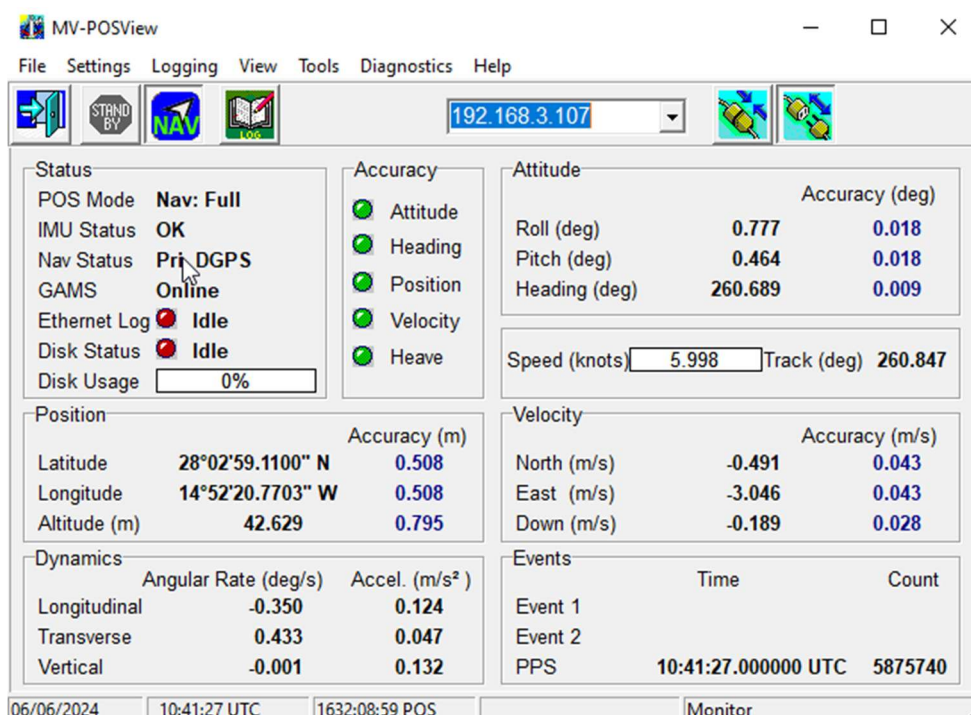 MV-POSView
File Settings Logging View Tools Diagnostics Help
STAND BY NAV LOG 192.168.3.107
Status
POS Mode Nav: Full
IMU Status OK
Nav Status Pri. DGPS
GAMS Online
Ethernet Log Idle
Disk Status Idle
Disk Usage 0%
Accuracy
Attitude
Heading
Position
Velocity
Heave
Attitude
Accuracy (deg)
Roll (deg) 0.777 0.018
Pitch (deg) 0.464 0.018
Heading (deg) 260.689 0.009
Speed (knots) 5.998 Track (deg) 260.847
Position
Accuracy (m)
Latitude 28°02'59.1100" N 0.508
Longitude 14°52'20.7703" W 0.508
Altitude (m) 42.629 0.795
Velocity
Accuracy (m/s)
North (m/s) -0.491 0.043
East (m/s) -3.046 0.043
Down (m/s) -0.189 0.028
Dynamics
Angular Rate (deg/s) Accel. (m/s²)
Longitudinal -0.350 0.124
Transverse 0.433 0.047
Vertical -0.001 0.132
Events
Time Count
Event 1
Event 2
PPS 10:41:27.000000 UTC 5875740
06/06/2024 10:41:27 UTC 1632:08:59 POS Monitor